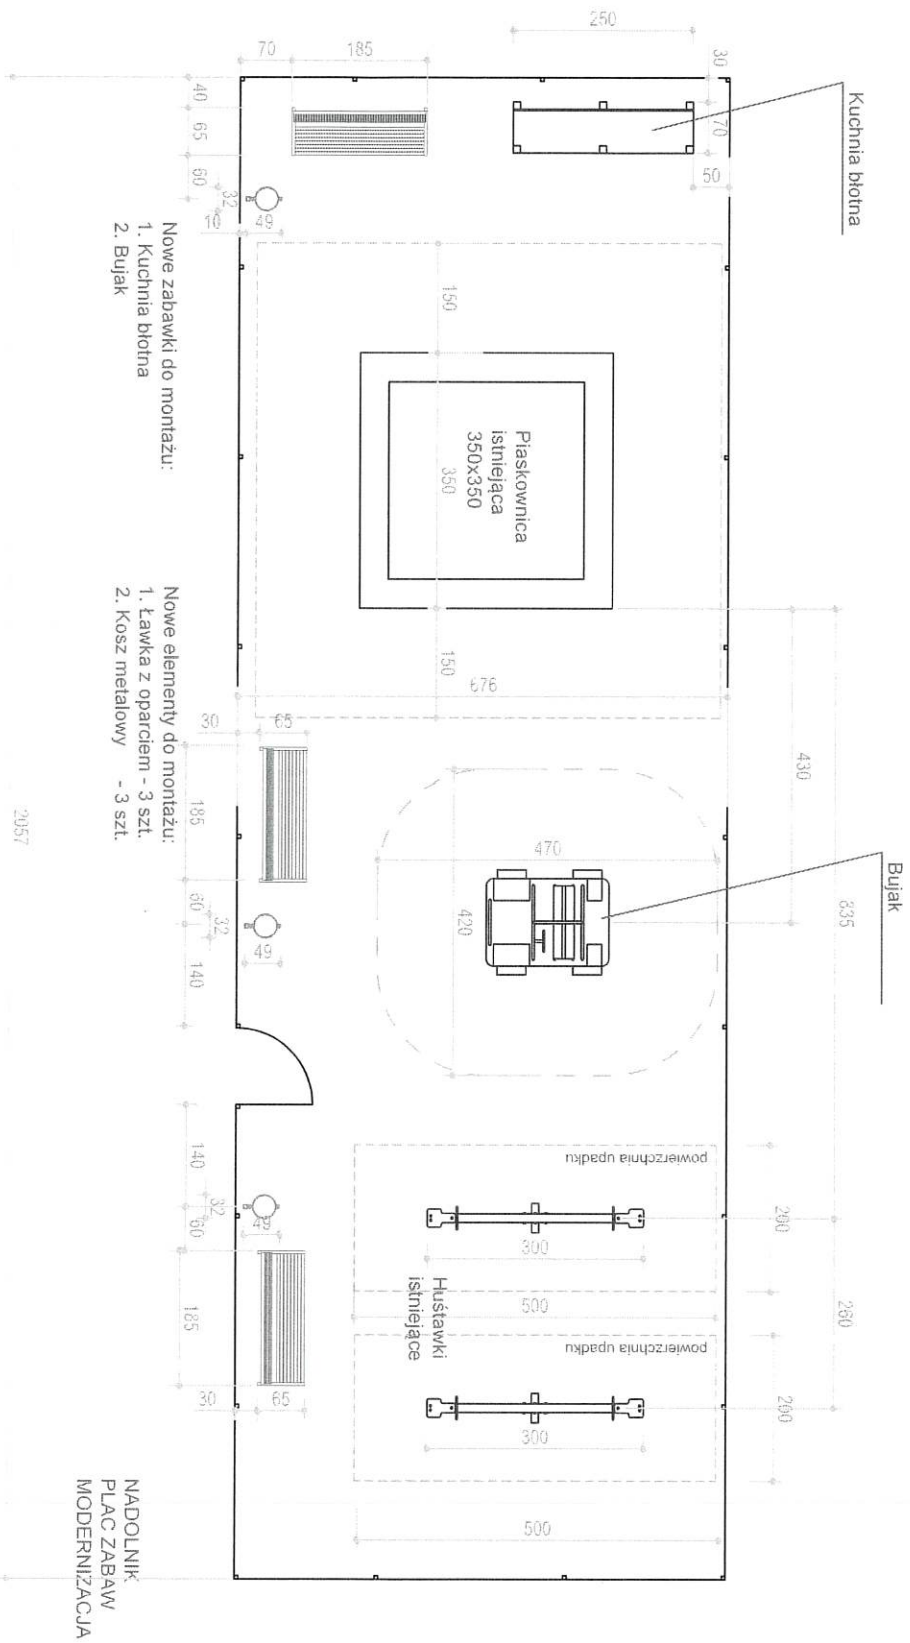 Kuchnia błotna
Bujak
250
70
185
30
70
50
40
65
60
32
10
49
150
350
150
Piaskownica
istniejąca
350x350
676
430
835
30
65
185
60
32
49
140
470
420
140
32
60
49
185
30
65
powierzchnia upadku
300
500
260
260
Huśtawki
istniejące
powierzchnia upadku
300
500
2057
Nowe zabawki do montażu:
1. Kuchnia błotna
2. Bujak
Nowe elementy do montażu:
1. Ławka z oparciem - 3 szt.
2. Kosz metalowy - 3 szt.
NADOLNIK
PLAC ZABAW
MODERNIZACJA